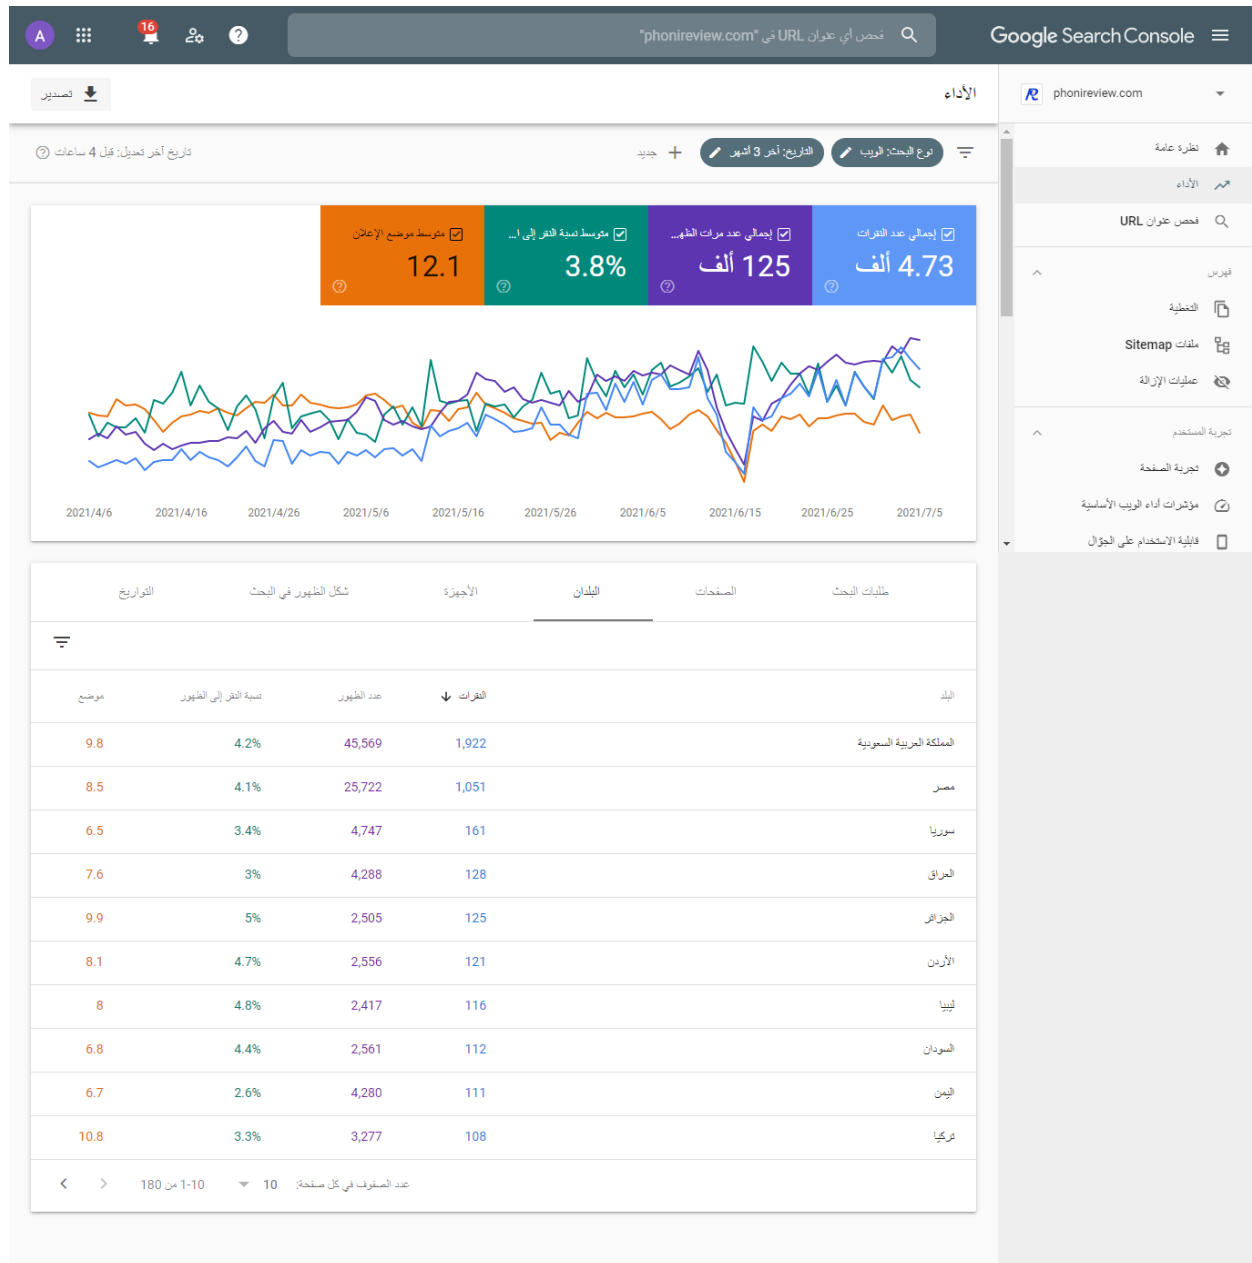 Google Search Console
فحص أي عنوان URL في "phonireview.com"
16
A
phonireview.com
نظرة عامة
الأداء
فحص عنوان URL
فهرس
التغطية
ملفات Sitemap
عمليات الإزالة
تجربة المستخدم
تجربة الصفحة
مؤشرات أداء الويب الأساسية
قابلية الاستخدام على الجوّال
الأداء
تصدير
نوع البحث: الويب
التاريخ: آخر 3 أشهر
جديد
تاريخ آخر تعديل: قبل 4 ساعات
إجمالي عدد النقرات
4.73 ألف
إجمالي عدد مرات الظهـ...
125 ألف
متوسط نسبة النقر إلى ا...
3.8%
متوسط موضع الإعلان
12.1
2021/4/6 2021/4/16 2021/4/26 2021/5/6 2021/5/16 2021/5/26 2021/6/5 2021/6/15 2021/6/25 2021/7/5
طلبات البحث الصفحات البلدان الأجهزة شكل الظهور في البحث التواريخ
البلد النقرات عدد الظهور نسبة النقر إلى الظهور موضع
المملكة العربية السعودية 1,922 45,569 4.2% 9.8
مصر 1,051 25,722 4.1% 8.5
سوريا 161 4,747 3.4% 6.5
العراق 128 4,288 3% 7.6
الجزائر 125 2,505 5% 9.9
الأردن 121 2,556 4.7% 8.1
ليبيا 116 2,417 4.8% 8
السودان 112 2,561 4.4% 6.8
اليمن 111 4,280 2.6% 6.7
تركيا 108 3,277 3.3% 10.8
عدد الصفوف في كل صفحة: 10 1-10 من 180